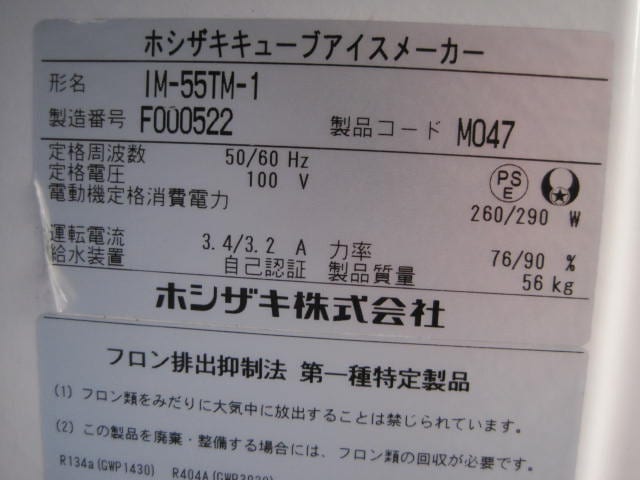 ホシザキキューブアイスメーカー
形名 IM-55TM-1
製造番号 F000522 製品コード M047
定格周波数 50/60 Hz
定格電圧 100 V
PS E
電動機定格消費電力 260/290 W
運転電流 3.4/3.2 A 力率 76/90 %
給水装置 自己認証 製品質量 56 kg
ホシザキ株式会社
フロン排出抑制法 第一種特定製品
(1) フロン類をみだりに大気中に放出することは禁じられています。
(2) この製品を廃棄・整備する場合には、フロン類の回収が必要です。
R134a(GWP1430) R404A(GWP3920)